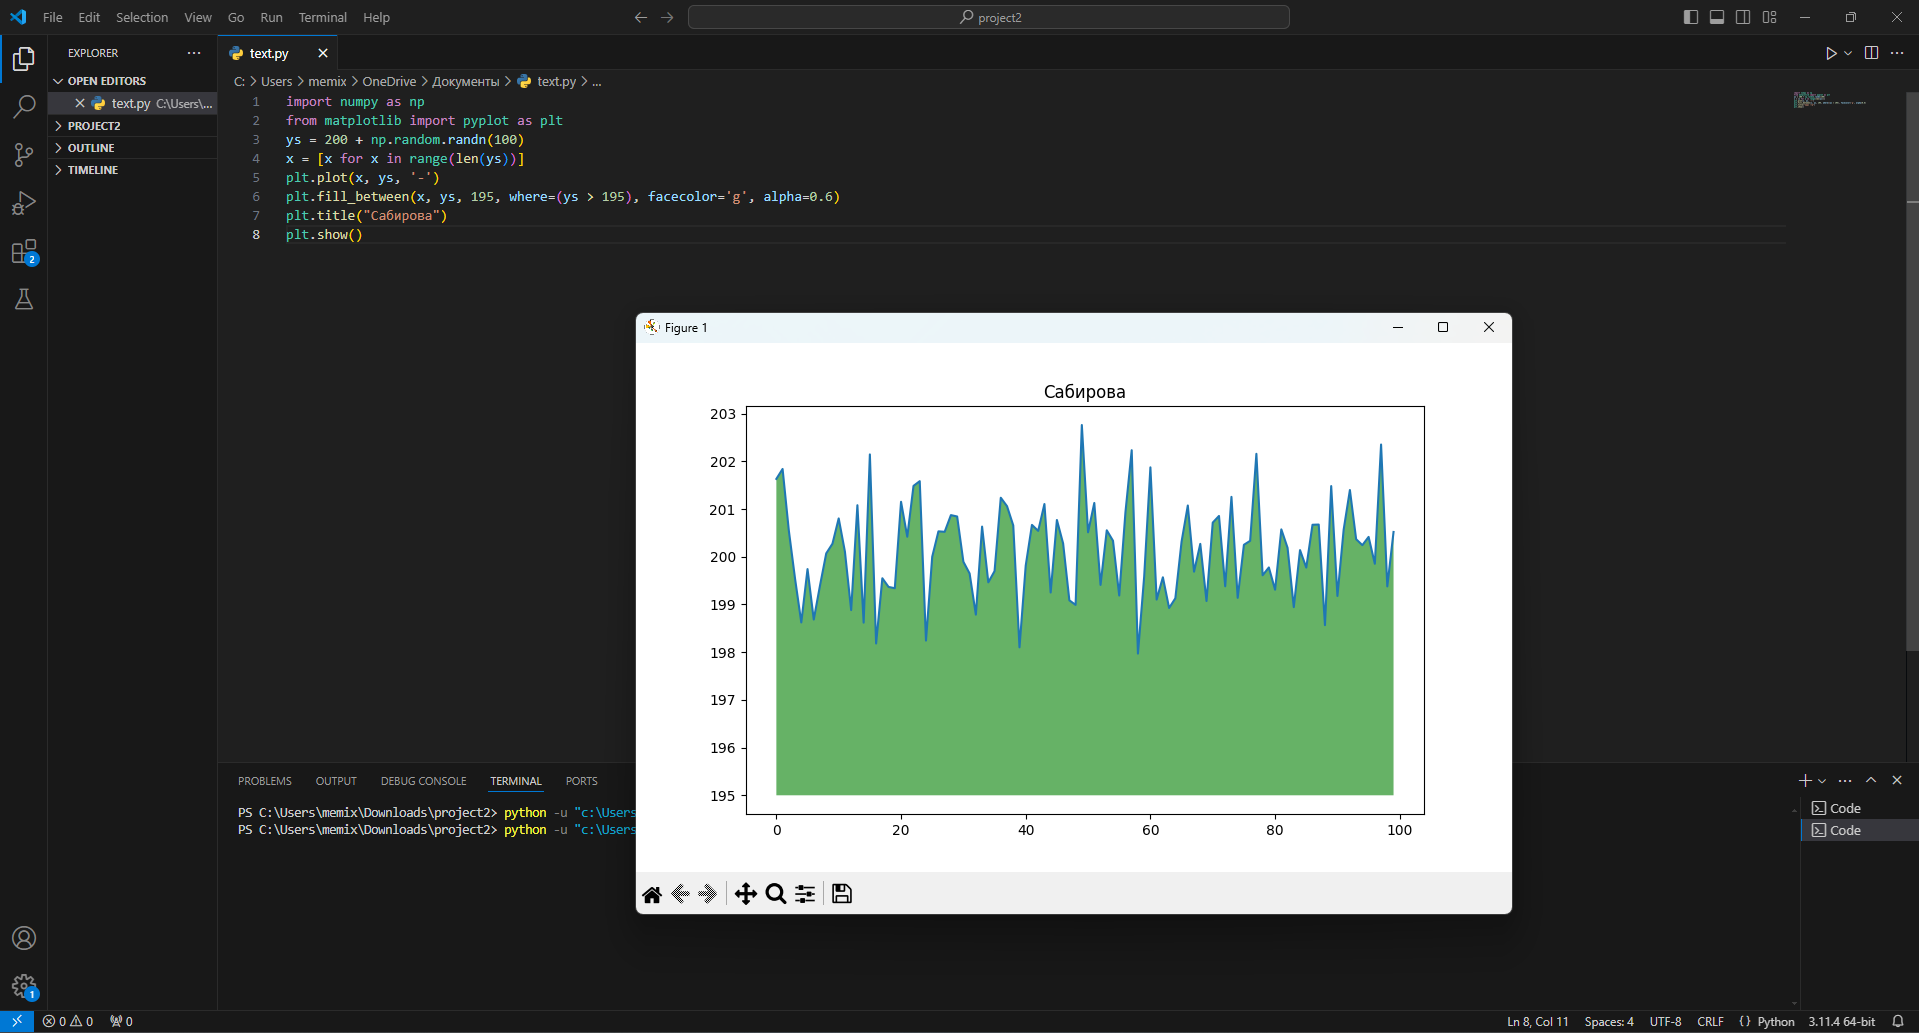 File Edit Selection View Go Run Terminal Help
project2
EXPLORER
OPEN EDITORS
text.py C:\Users\...
PROJECT2
OUTLINE
TIMELINE
text.py
C: > Users > memix > OneDrive > Документы > text.py > ...
1 import numpy as np
2 from matplotlib import pyplot as plt
3 ys = 200 + np.random.randn(100)
4 x = [x for x in range(len(ys))]
5 plt.plot(x, ys, '-')
6 plt.fill_between(x, ys, 195, where=(ys > 195), facecolor='g', alpha=0.6)
7 plt.title("Сабирова")
8 plt.show()
2
Figure 1
Сабирова
203
202
201
200
199
198
197
196
195
0 20 40 60 80 100
PROBLEMS OUTPUT DEBUG CONSOLE TERMINAL PORTS
PS C:\Users\memix\Downloads\project2> python -u "c:\Users
PS C:\Users\memix\Downloads\project2> python -u "c:\Users
Code
Code
1
0 0 0
Ln 8, Col 11 Spaces: 4 UTF-8 CRLF {} Python 3.11.4 64-bit